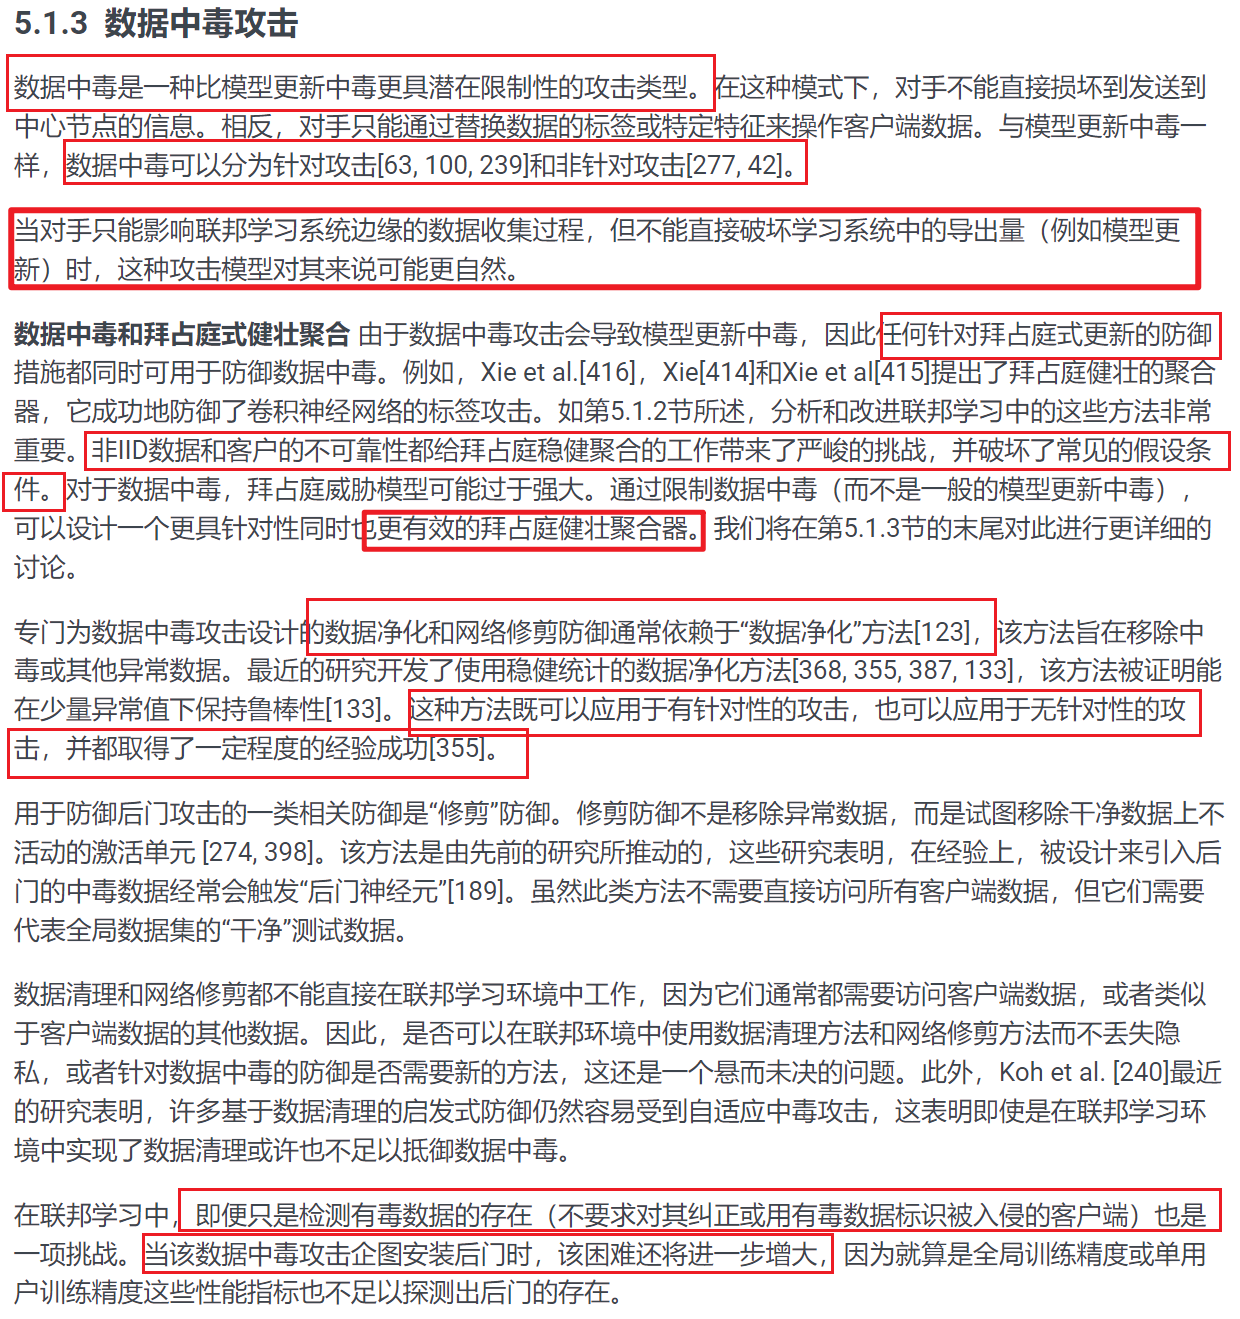 5.1.3 数据中毒攻击
数据中毒是一种比模型更新中毒更具潜在限制性的攻击类型。在这种模式下，对手不能直接损坏到发送到
中心节点的信息。相反，对手只能通过替换数据的标签或特定特征来操作客户端数据。与模型更新中毒一
样，数据中毒可以分为针对攻击[63, 100, 239]和非针对攻击[277, 42]。
当对手只能影响联邦学习系统边缘的数据收集过程，但不能直接破坏学习系统中的导出量（例如模型更
新）时，这种攻击模型对其来说可能更自然。
数据中毒和拜占庭式健壮聚合 由于数据中毒攻击会导致模型更新中毒，因此任何针对拜占庭式更新的防御
措施都同时可用于防御数据中毒。例如，Xie et al.[416]，Xie[414]和Xie et al[415]提出了拜占庭健壮的聚合
器，它成功地防御了卷积神经网络的标签攻击。如第5.1.2节所述，分析和改进联邦学习中的这些方法非常
重要。非IID数据和客户的不可靠性都给拜占庭稳健聚合的工作带来了严峻的挑战，并破坏了常见的假设条
件。对于数据中毒，拜占庭威胁模型可能过于强大。通过限制数据中毒（而不是一般的模型更新中毒），
可以设计一个更具针对性同时也更有效的拜占庭健壮聚合器。我们将在第5.1.3节的末尾对此进行更详细的
讨论。
专门为数据中毒攻击设计的数据净化和网络修剪防御通常依赖于“数据净化”方法[123]，该方法旨在移除中
毒或其他异常数据。最近的研究开发了使用稳健统计的数据净化方法[368, 355, 387, 133]，该方法被证明能
在少量异常值下保持鲁棒性[133]。这种方法既可以应用于有针对性的攻击，也可以应用于无针对性的攻
击，并都取得了一定程度的经验成功[355]。
用于防御后门攻击的一类相关防御是“修剪”防御。修剪防御不是移除异常数据，而是试图移除干净数据上不
活动的激活单元 [274, 398]。该方法是由先前的研究所推动的，这些研究表明，在经验上，被设计来引入后
门的中毒数据经常会触发“后门神经元”[189]。虽然此类方法不需要直接访问所有客户端数据，但它们需要
代表全局数据集的“干净”测试数据。
数据清理和网络修剪都不能直接在联邦学习环境中工作，因为它们通常都需要访问客户端数据，或者类似
于客户端数据的其他数据。因此，是否可以在联邦环境中使用数据清理方法和网络修剪方法而不丢失隐
私，或者针对数据中毒的防御是否需要新的方法，这还是一个悬而未决的问题。此外，Koh et al. [240]最近
的研究表明，许多基于数据清理的启发式防御仍然容易受到自适应中毒攻击，这表明即使是在联邦学习环
境中实现了数据清理或许也不足以抵御数据中毒。
在联邦学习中，即便只是检测有毒数据的存在（不要求对其纠正或用有毒数据标识被入侵的客户端）也是
一项挑战。当该数据中毒攻击企图安装后门时，该困难还将进一步增大，因为就算是全局训练精度或单用
户训练精度这些性能指标也不足以探测出后门的存在。